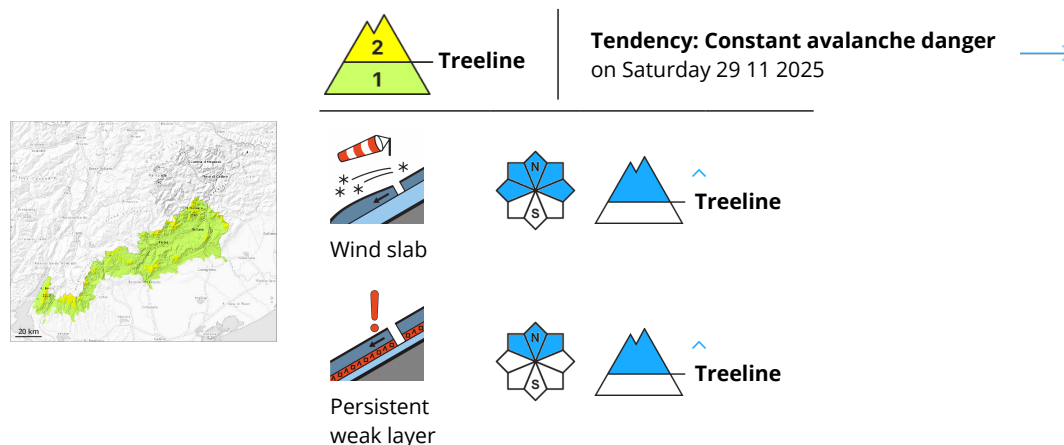 2
1
Treeline
Tendency: Constant avalanche danger
on Saturday 29 11 2025
20 km
N
S
Treeline
Wind slab
N
S
Treeline
Persistent
weak layer